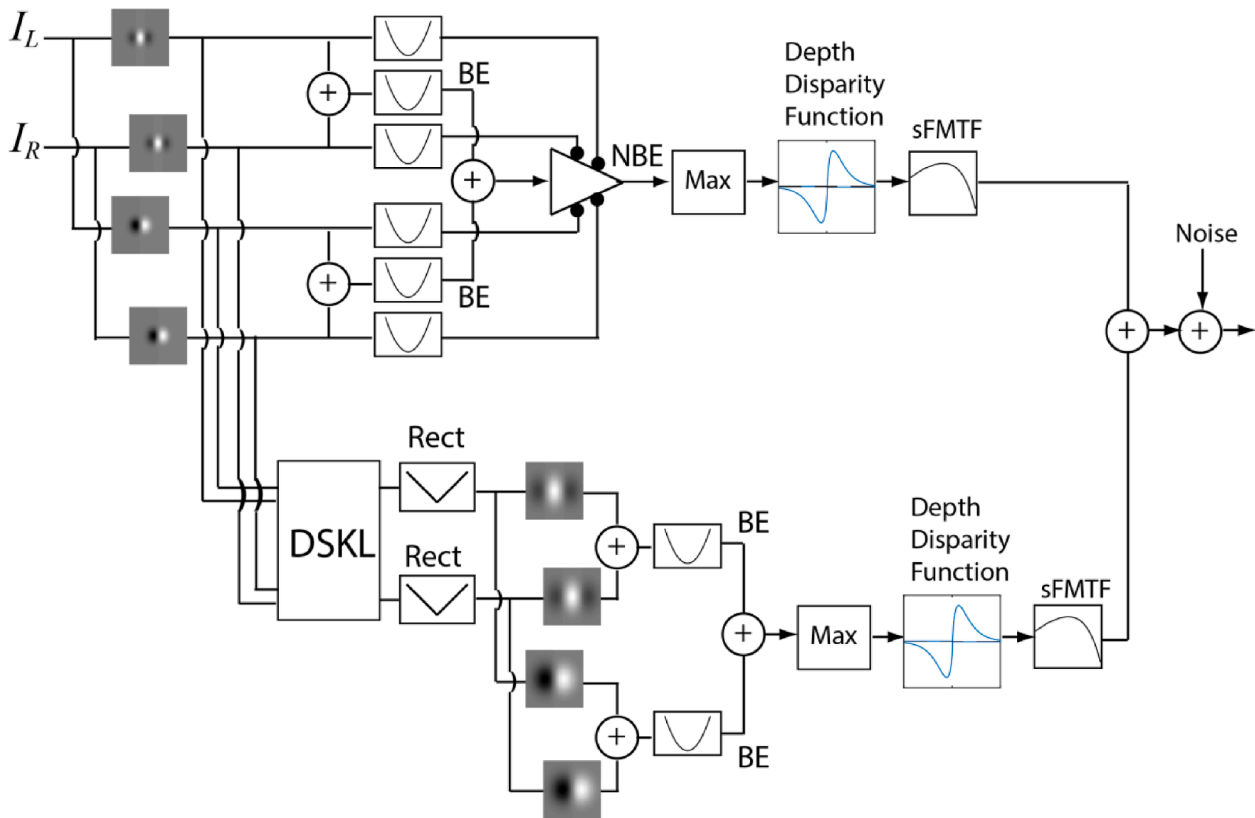 I_L
BE
Depth
Disparity
Function
sFMTF
+
I_R
NBE
+
Max
Noise
+
BE
+
+
Rect
DSKL
Rect
+
BE
Depth
Disparity
Function
sFMTF
+
Max
+
BE